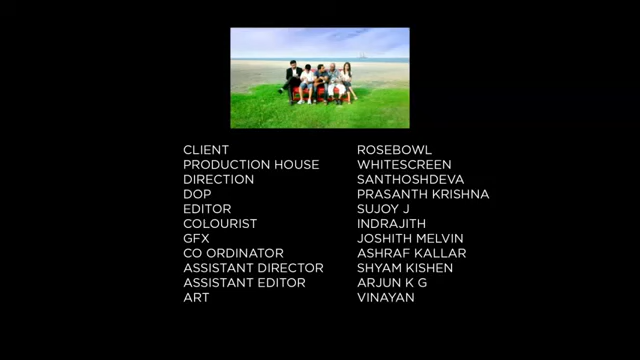 CLIENT ROSEBOWL
PRODUCTION HOUSE WHITESCREEN
DIRECTION SANTHOSHDEVA
DOP PRASANTH KRISHNA
EDITOR SUJOY J
COLOURIST INDRAJITH
GFX JOSHITH MELVIN
CO ORDINATOR ASHRAF KALLAR
ASSISTANT DIRECTOR SHYAM KISHEN
ASSISTANT EDITOR ARJUN K G
ART VINAYAN